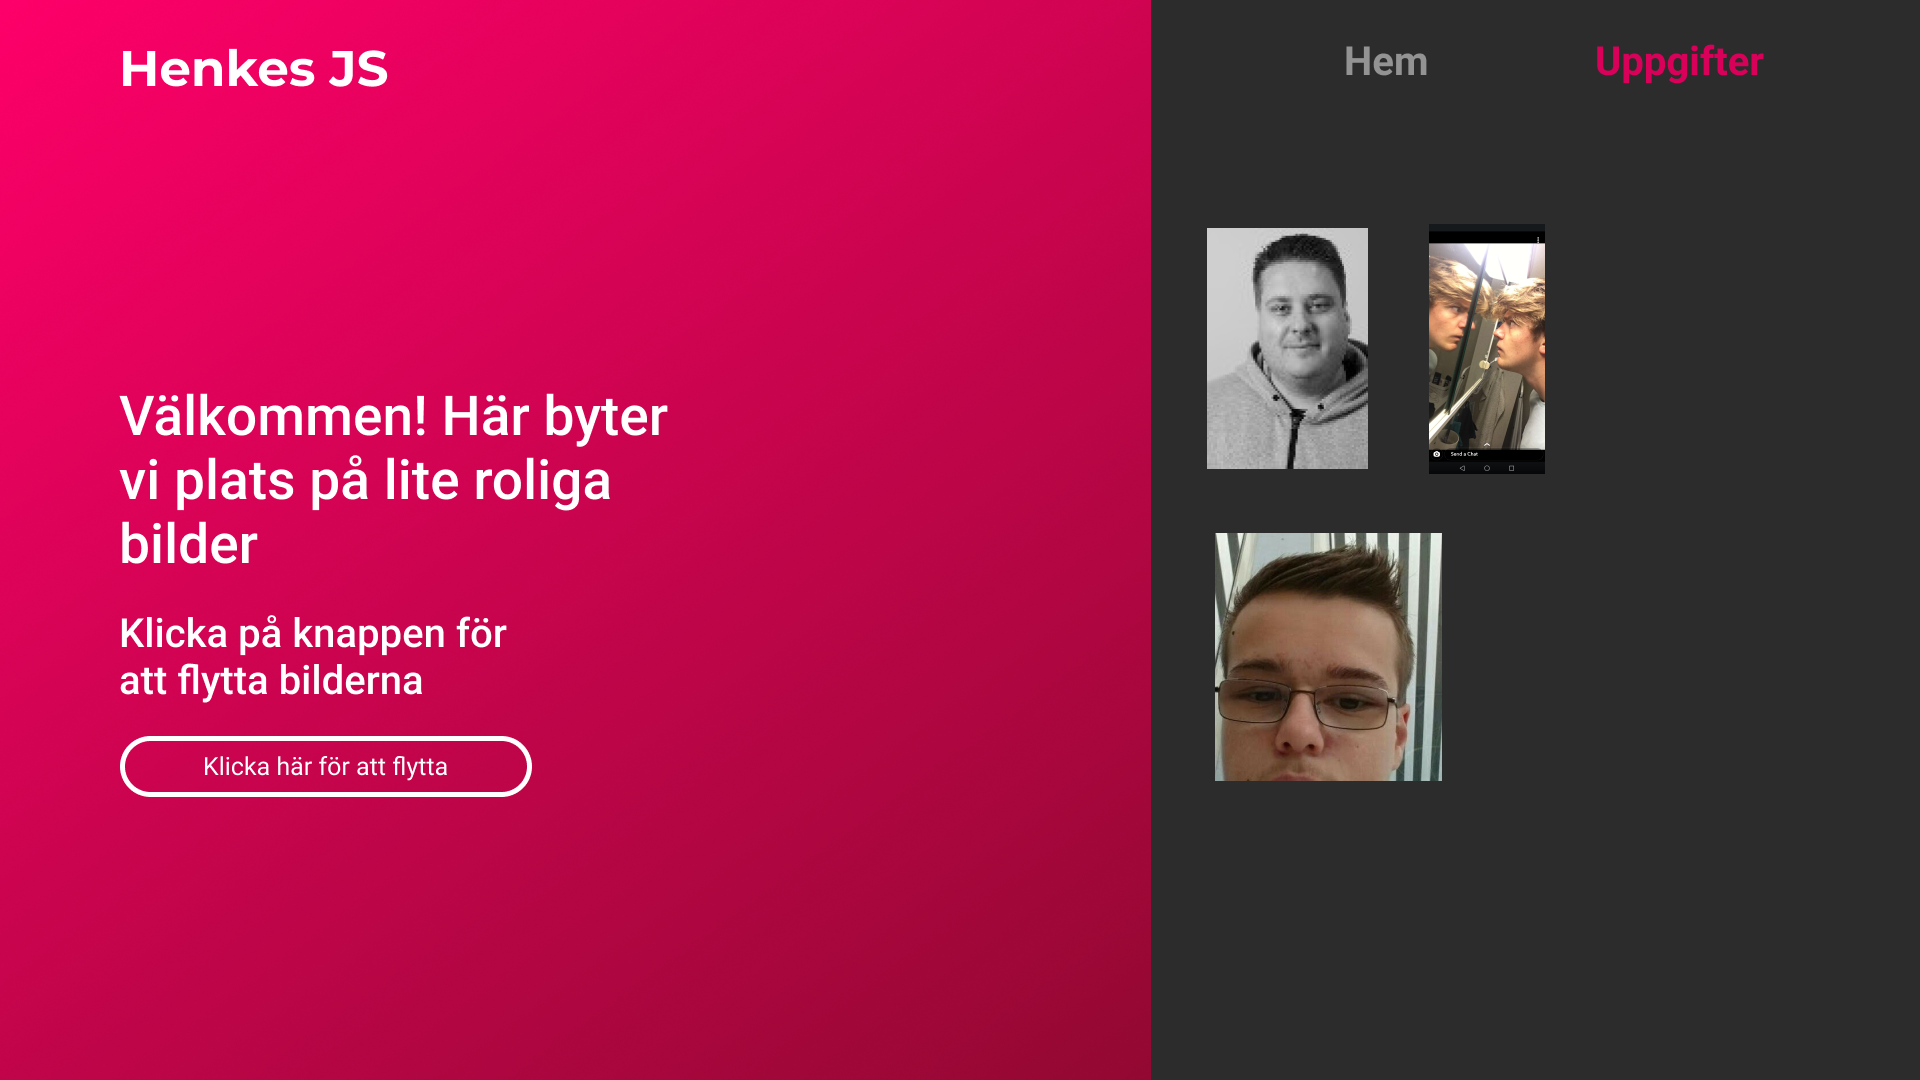 Henkes JS
Hem
Uppgifter
Välkommen! Här byter
vi plats på lite roliga
bilder
Klicka på knappen för
att flytta bilderna
Klicka här för att flytta
Send a Chat